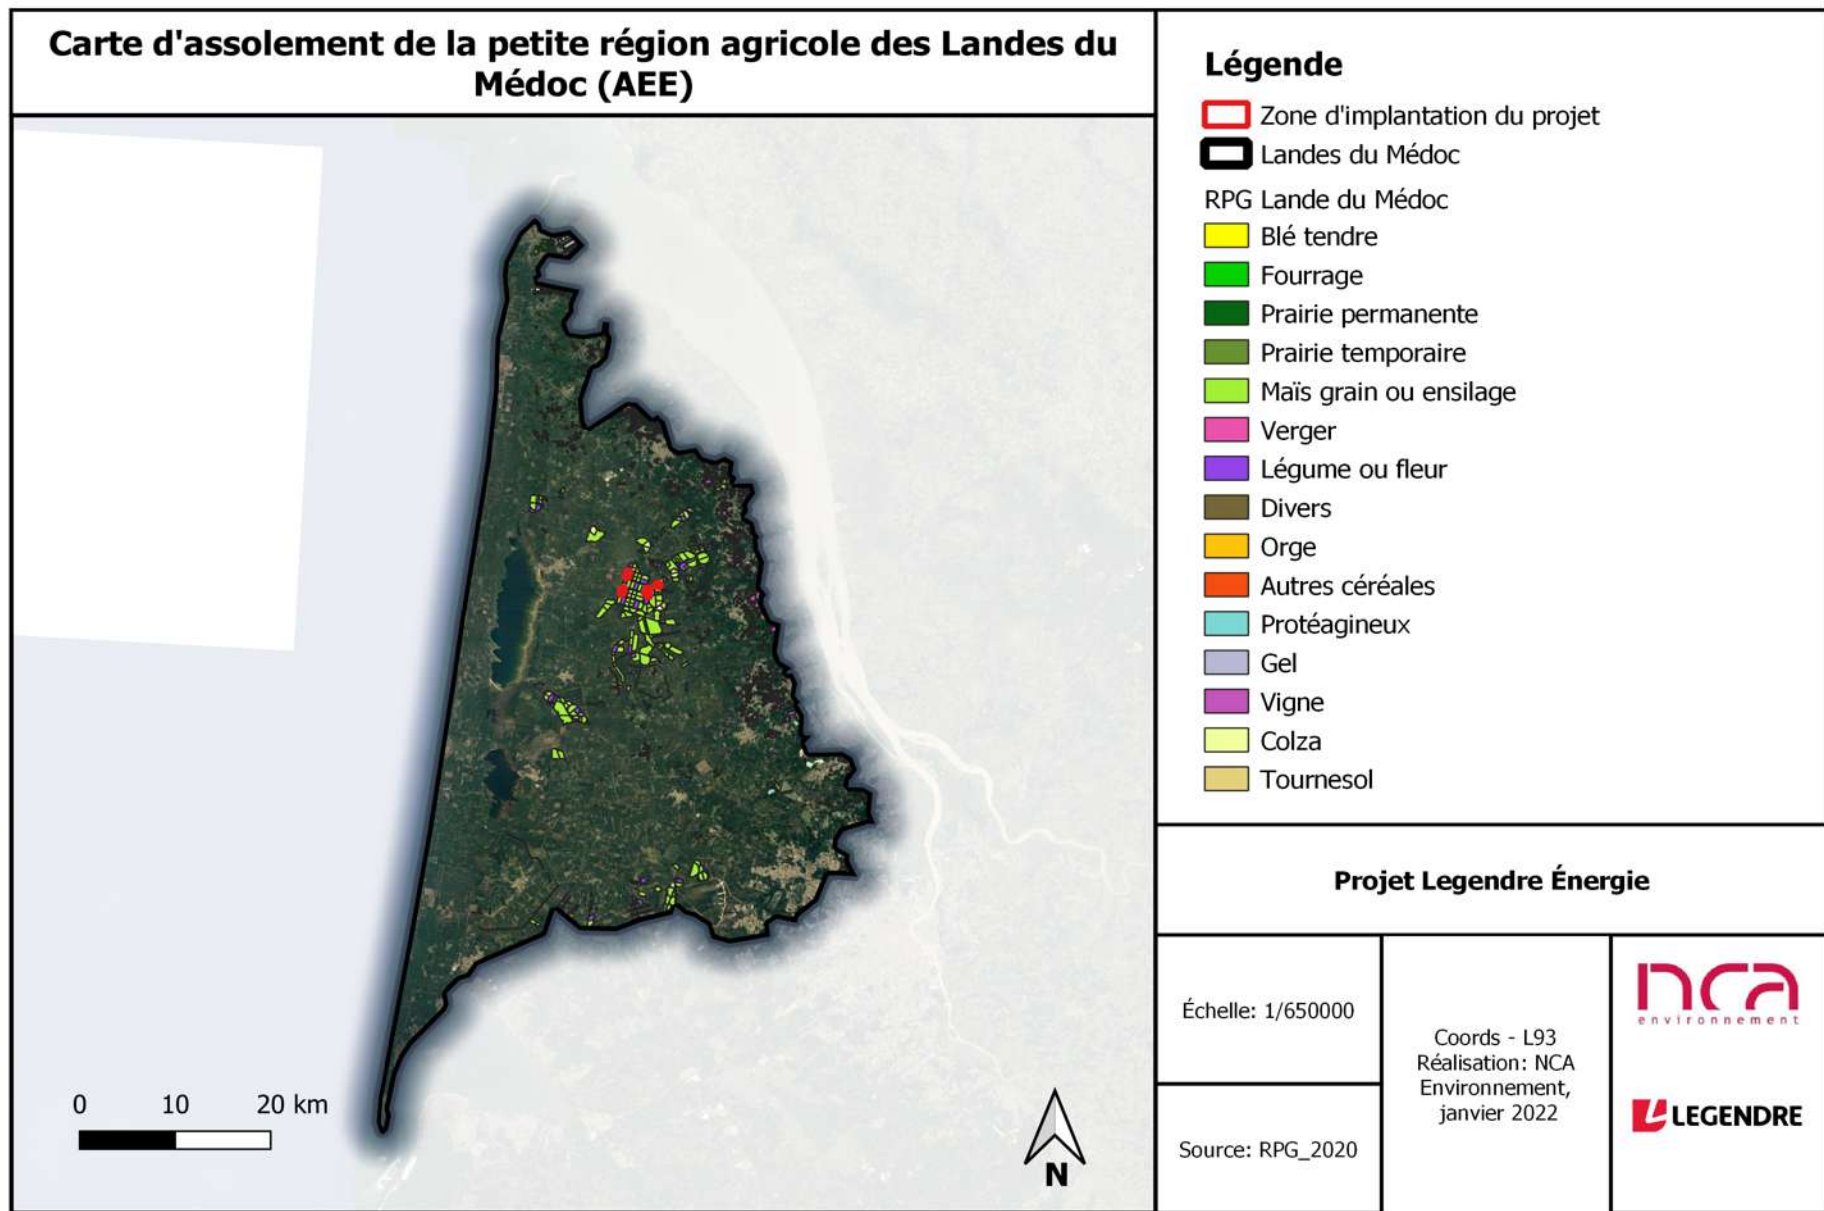 Carte d'assolement de la petite région agricole des Landes du
Médoc (AEE)
Légende
Zone d'implantation du projet
Landes du Médoc
RPG Lande du Médoc
Blé tendre
Fourrage
Prairie permanente
Prairie temporaire
Maïs grain ou ensilage
Verger
Légume ou fleur
Divers
Orge
Autres céréales
Protéagineux
Gel
Vigne
Colza
Tournesol
0 10 20 km
N
Projet Legendre Énergie
Échelle: 1/650000
Source: RPG_2020
Coords - L93
Réalisation: NCA
Environnement,
janvier 2022
nca
environnement
LEGENDRE